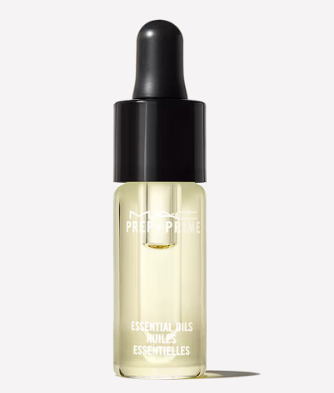 MAC
PREP+PRIME
ESSENTIAL OILS
HUILES
ESSENTIELLES